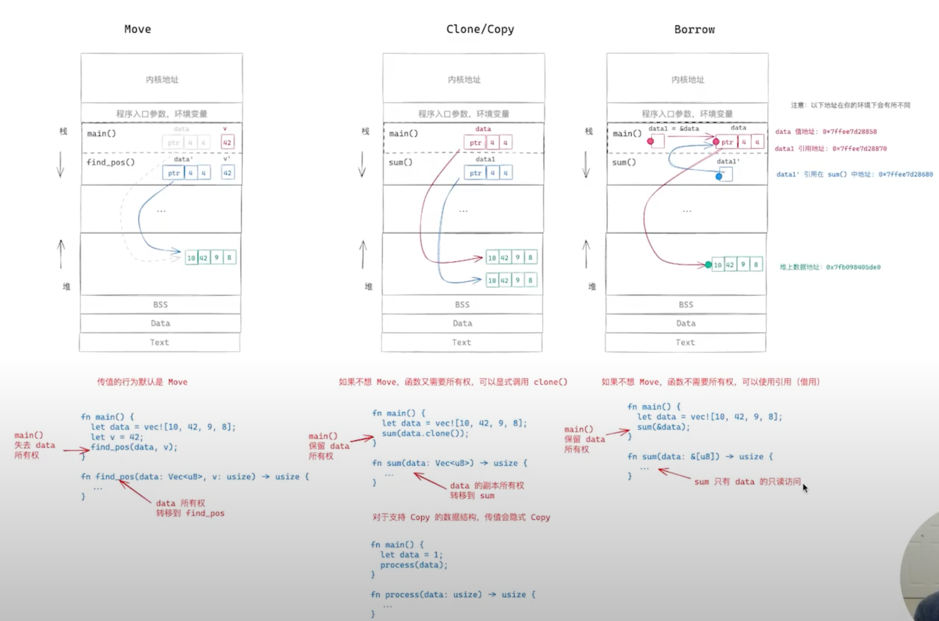 Move
内核地址
程序入口参数，环境变量
栈
main()
data
v
ptr 4 4
42
find_pos()
data'
v'
ptr 4 4
42
...
10 42 9 8
堆
BSS
Data
Text
传值的行为默认是 Move
fn main() {
let data = vec![10, 42, 9, 8];
let v = 42;
find_pos(data, v);
}
fn find_pos(data: Vec<u8>, v: usize) → usize {
...
}
main()
失去 data
所有权
data 所有权
转移到 find_pos
Clone/Copy
内核地址
程序入口参数，环境变量
栈
main()
data
ptr 4 4
sum()
data1
ptr 4 4
...
10 42 9 8
10 42 9 8
堆
BSS
Data
Text
如果不想 Move，函数又需要所有权，可以显式调用 clone()
fn main() {
let data = vec![10, 42, 9, 8];
sum(data.clone());
}
fn sum(data: Vec<u8>) → usize {
...
}
main()
保留 data
所有权
data 的副本所有权
转移到 sum
对于支持 Copy 的数据结构，传值会隐式 Copy
fn main() {
let data = 1;
process(data);
}
fn process(data: usize) → usize {
...
}
Borrow
内核地址
程序入口参数，环境变量
栈
main()
data1 = &data
data
ptr 4 4
sum()
data1'
...
10 42 9 8
堆
BSS
Data
Text
注意：以下地址在你的环境下会有所不同
data 值地址：0x7ffee7d288b8
data1 引用地址：0x7ffee7d28870
data1' 引用在 sum() 中地址：0x7ffee7d28680
堆上数据地址：0x7fb098405de0
如果不想 Move，函数不需要所有权，可以使用引用（借用）
fn main() {
let data = vec![10, 42, 9, 8];
sum(&data);
}
fn sum(data: &[u8]) → usize {
...
}
main()
保留 data
所有权
sum 只有 data 的只读访问